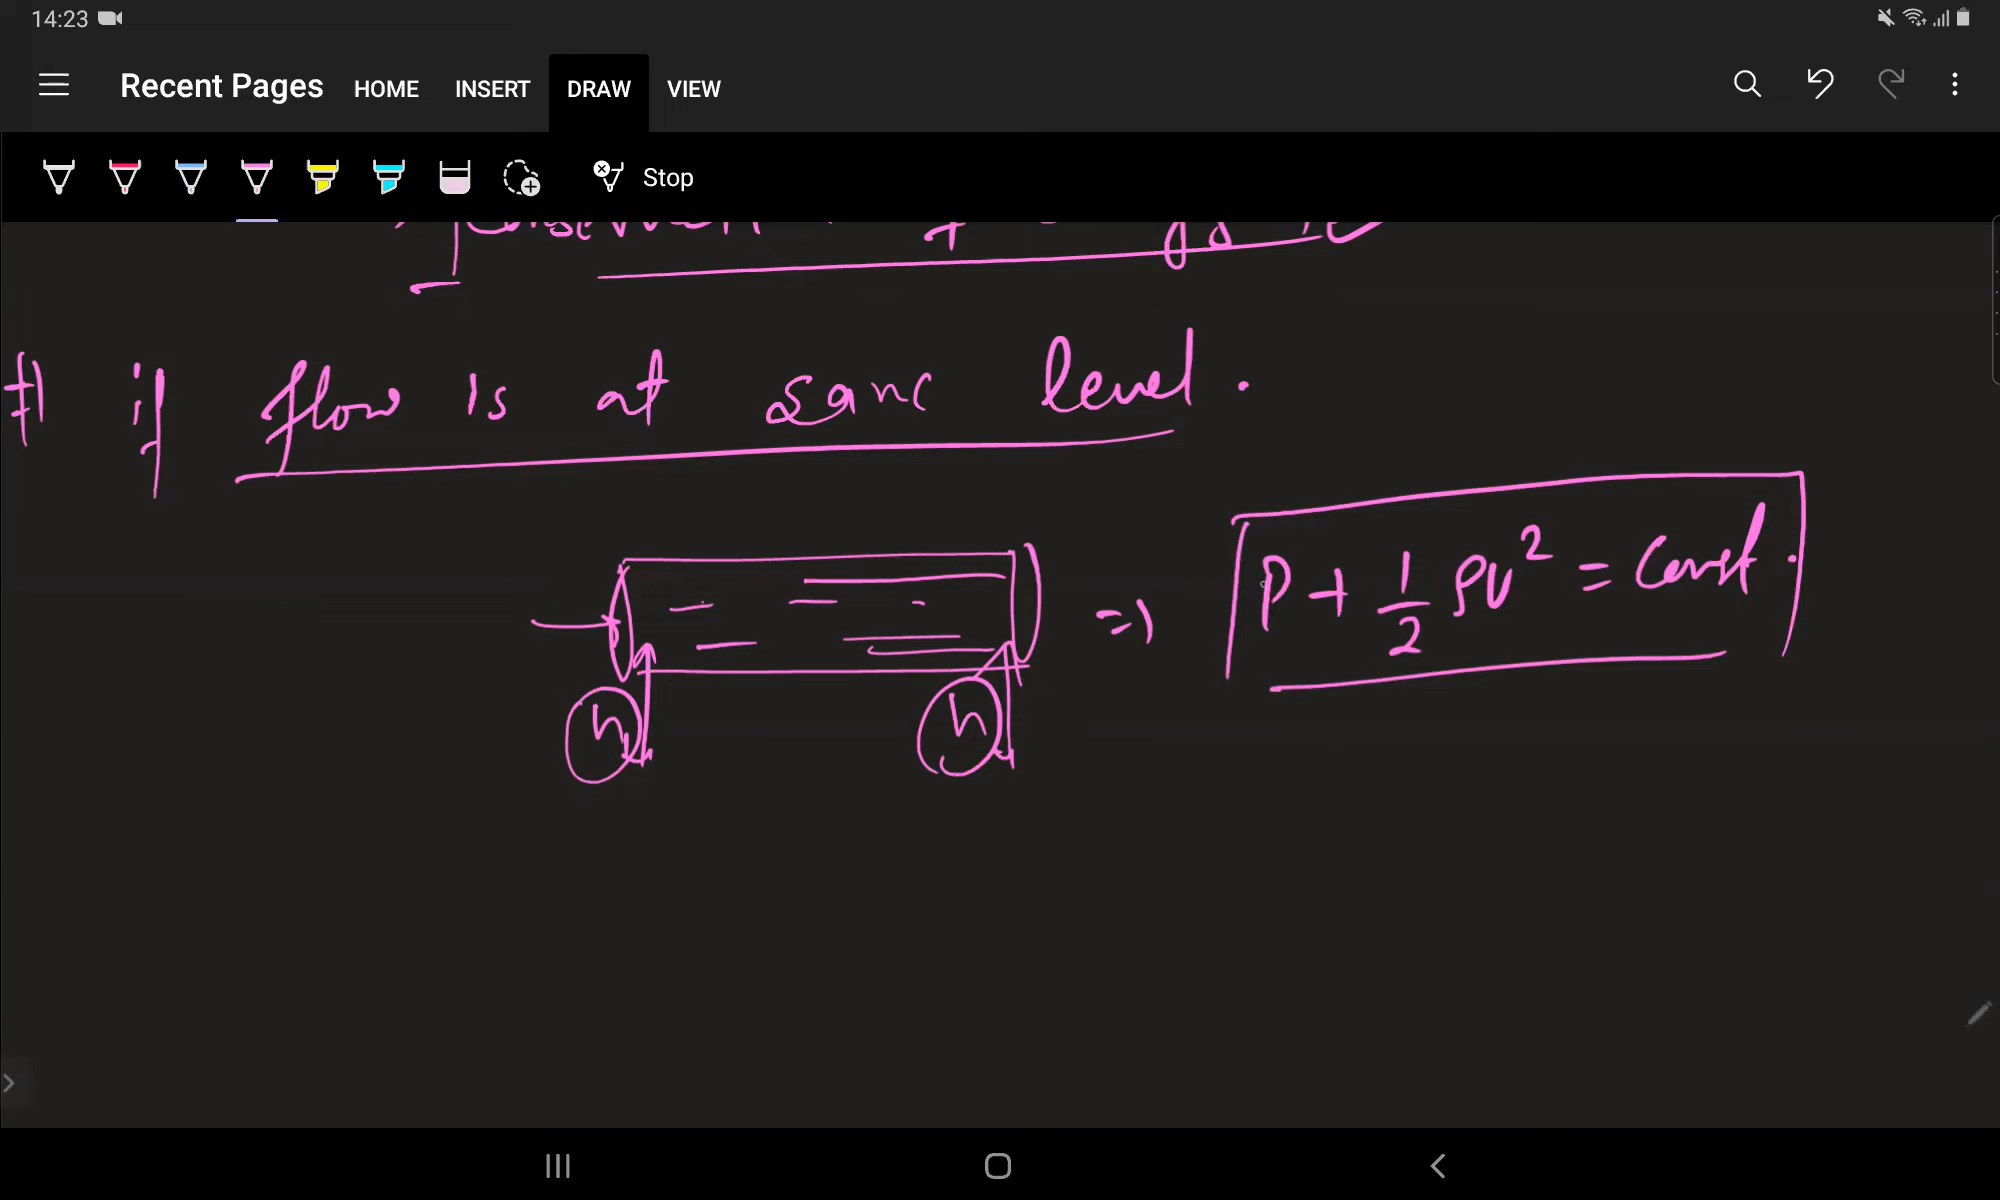 14:23
Recent Pages HOME INSERT DRAW VIEW
Stop
# if flow is at same level.
=> P + 1/2 ρv² = Const.
h h